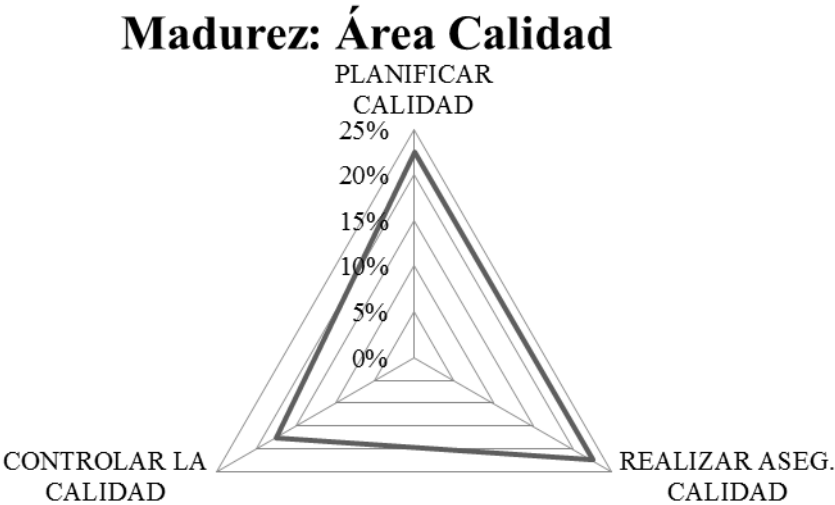 Madurez: Área Calidad
PLANIFICAR
CALIDAD
25%
20%
15%
10%
5%
0%
CONTROLAR LA
CALIDAD
REALIZAR ASEG.
CALIDAD